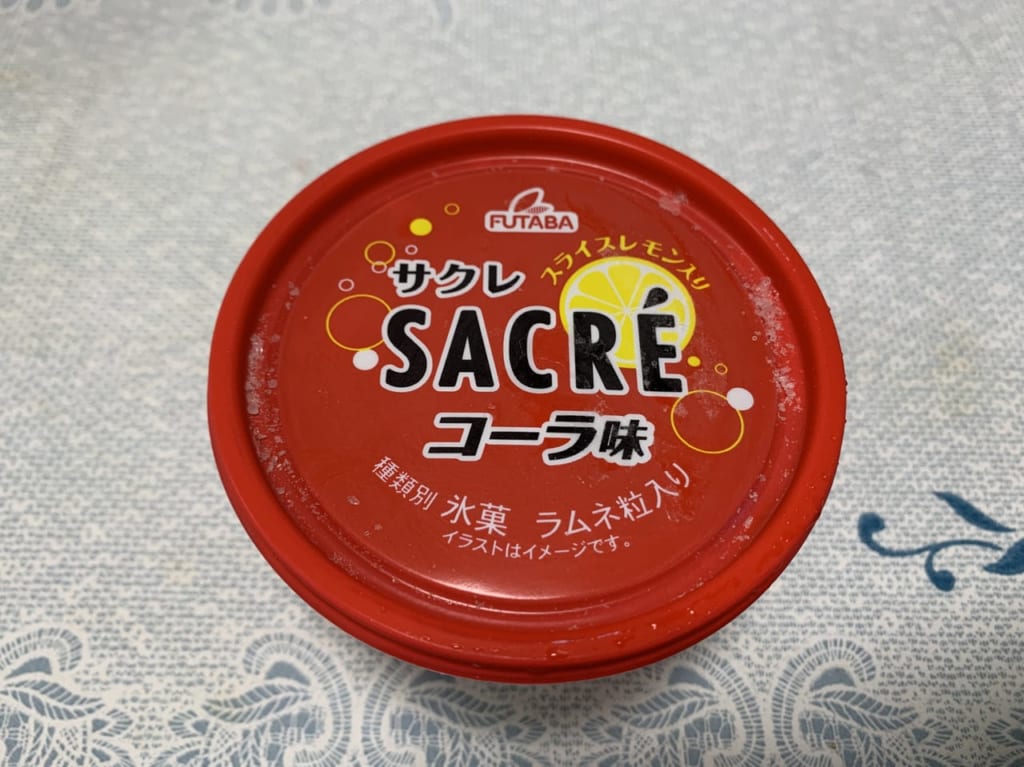 FUTABA
スライスレモン入り
サクレ
SACRÉ
コーラ味
種類別 氷菓 ラムネ粒入り
イラストはイメージです。